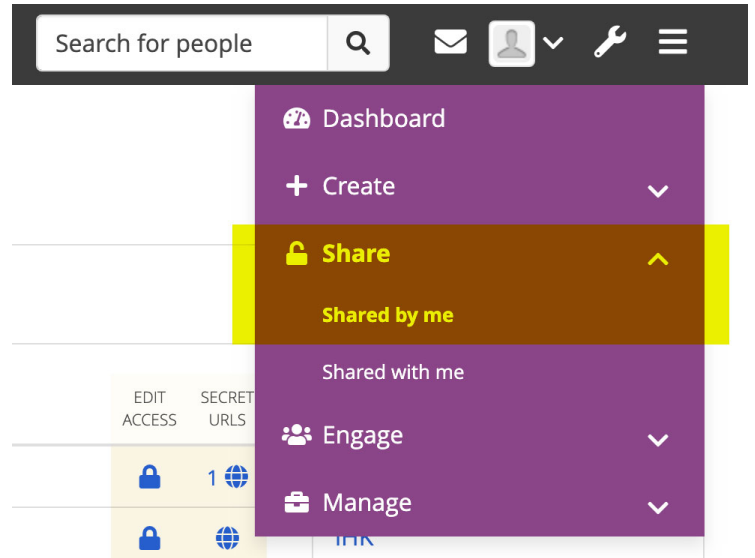 Search for people
Dashboard
Create
Share
Shared by me
Shared with me
EDIT ACCESS
SECRET URLS
Engage
1
Manage